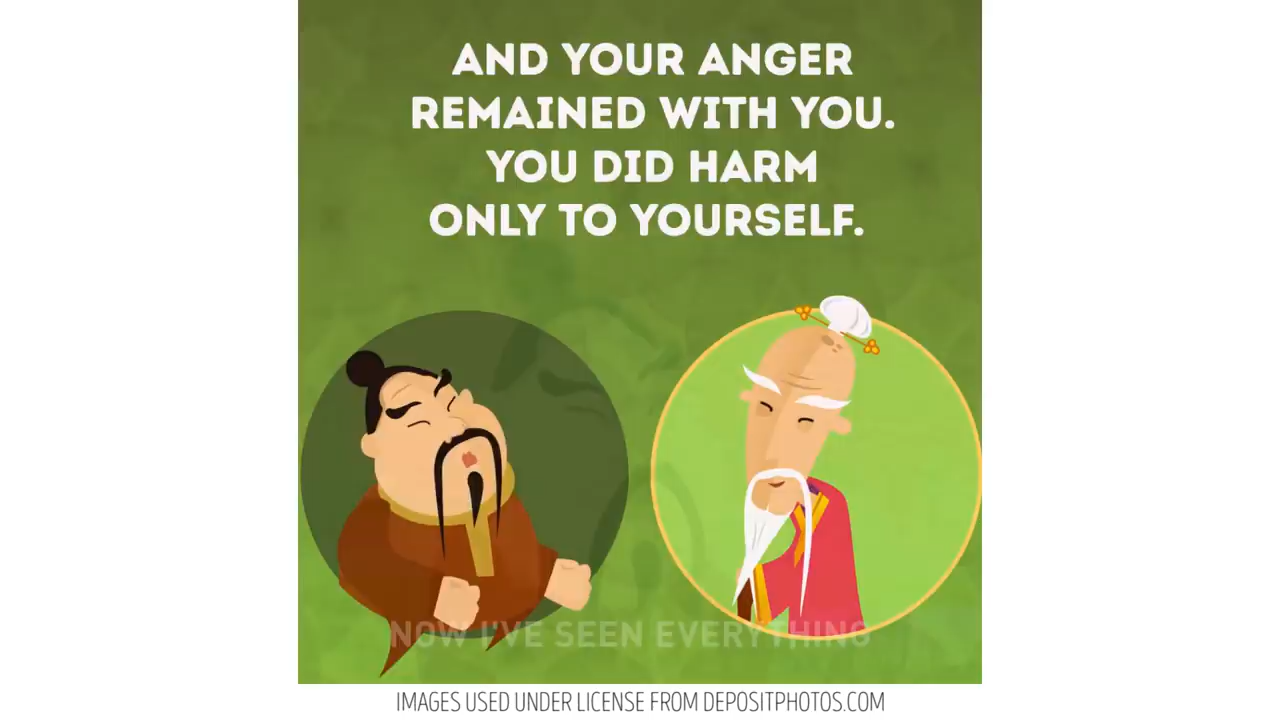 AND YOUR ANGER
REMAINED WITH YOU.
YOU DID HARM
ONLY TO YOURSELF.
NOW I'VE SEEN EVERYTHING
IMAGES USED UNDER LICENSE FROM DEPOSITPHOTOS.COM